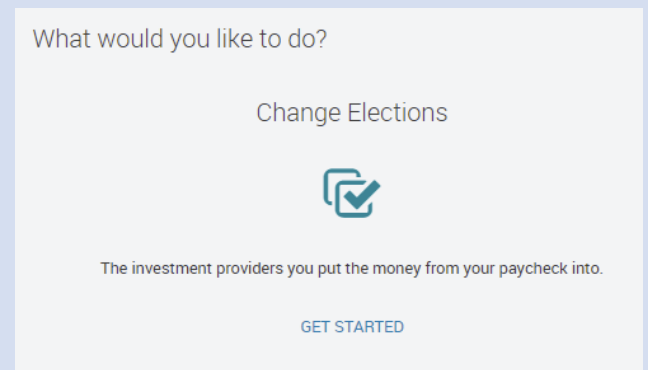 What would you like to do?
Change Elections
The investment providers you put the money from your paycheck into.
GET STARTED